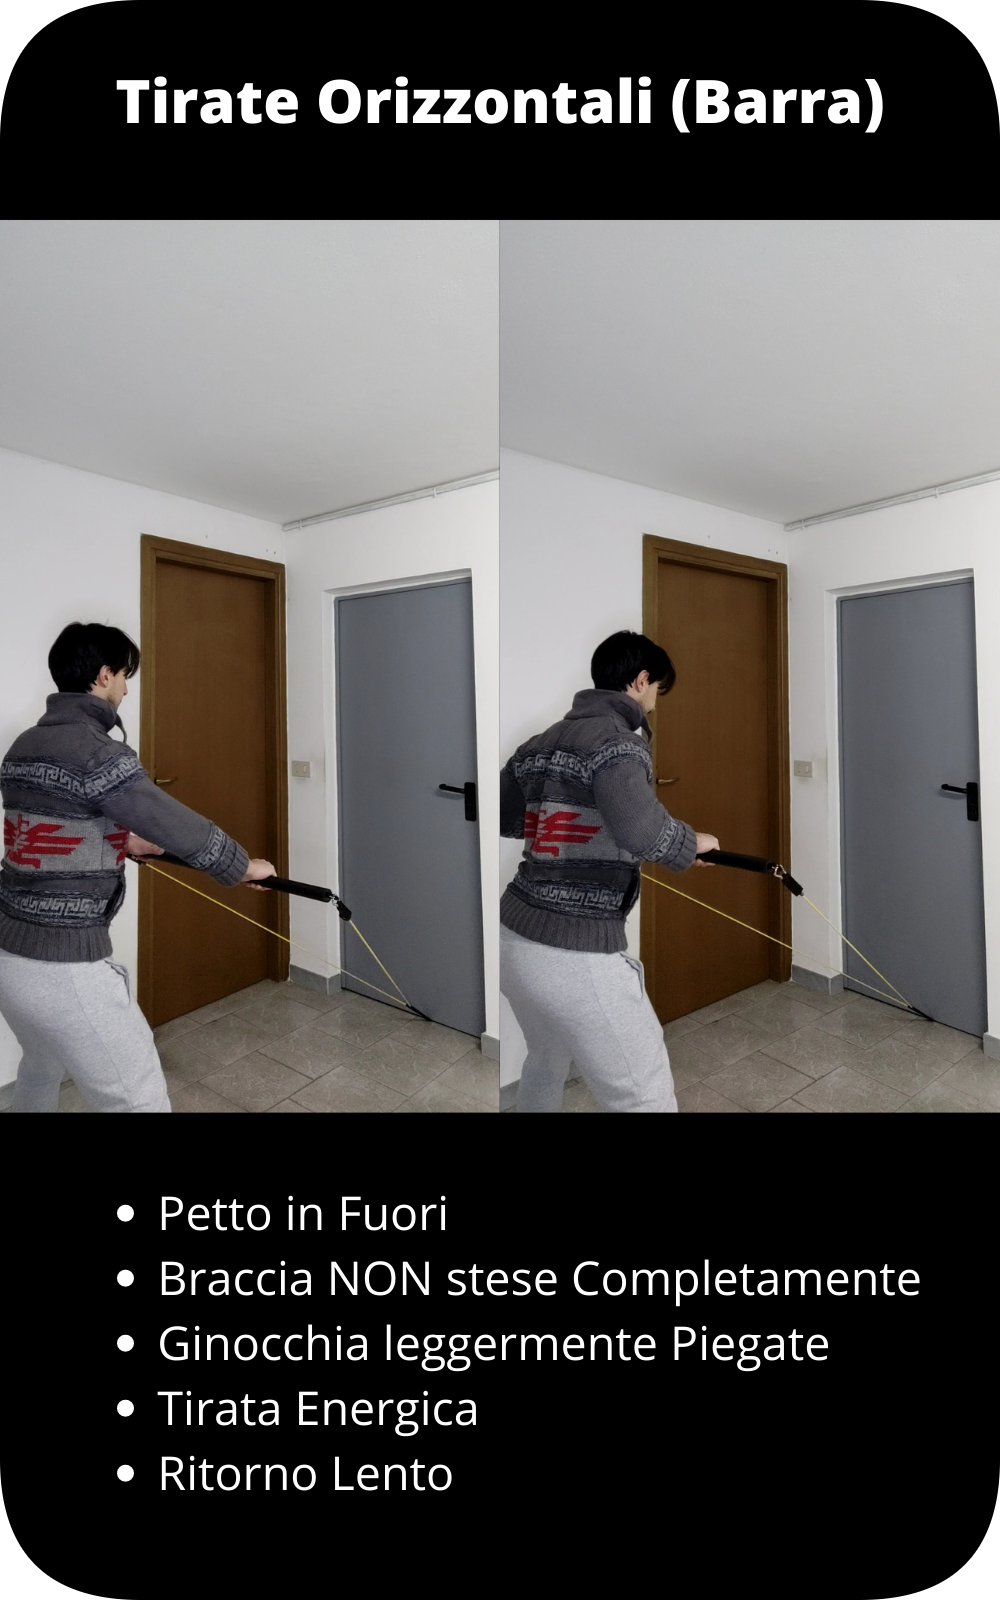 Tirate Orizzontali (Barra)
Petto in Fuori
Braccia NON stese Completamente
Ginocchia leggermente Piegate
Tirata Energica
Ritorno Lento